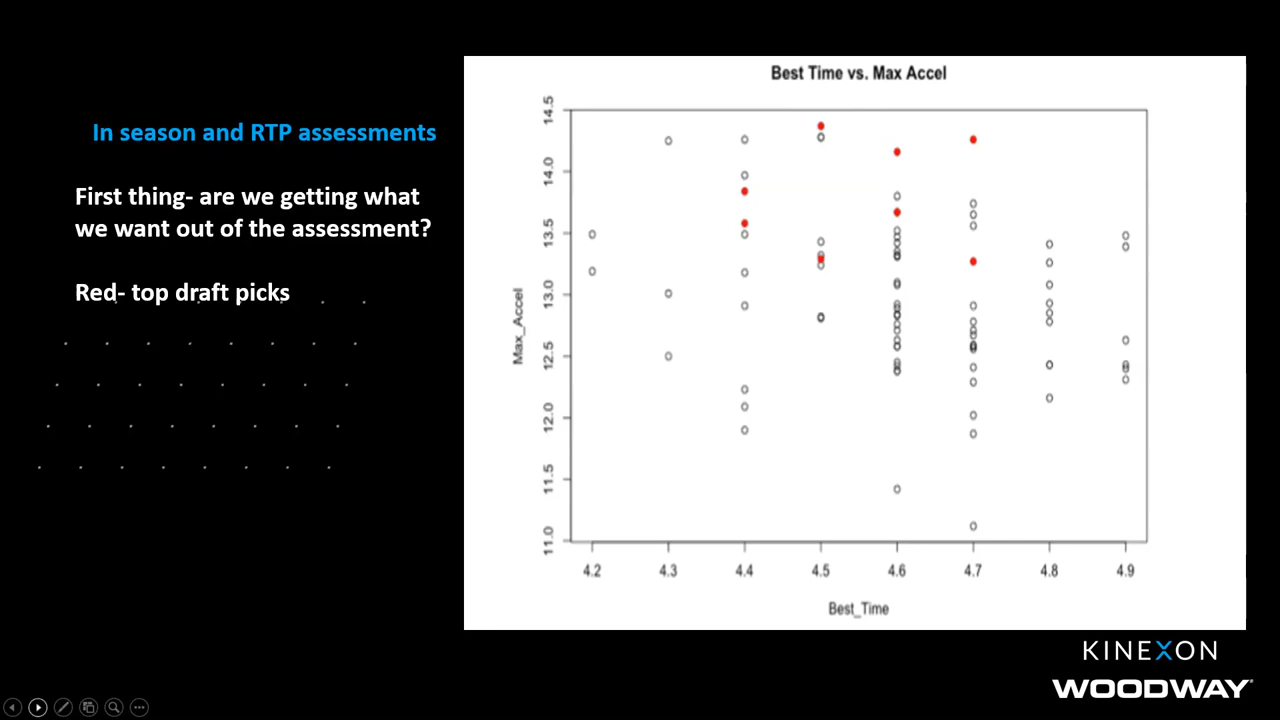 In season and RTP assessments
First thing- are we getting what
we want out of the assessment?
Red- top draft picks
Best Time vs. Max Accel
Max_Accel
14.5
14.0
13.5
13.0
12.5
12.0
11.5
11.0
4.2 4.3 4.4 4.5 4.6 4.7 4.8 4.9
Best_Time
KINEXON
WOODWAY